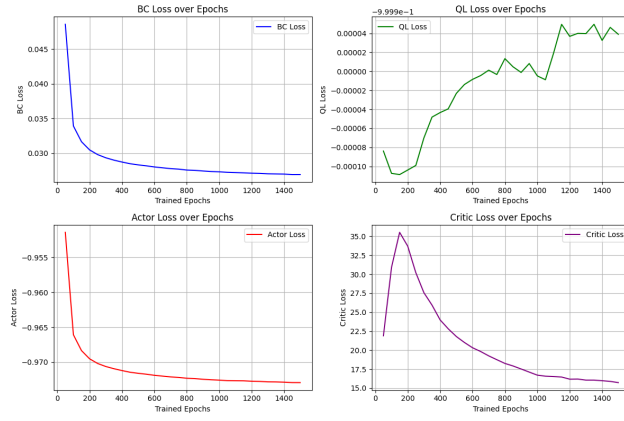 BC Loss over Epochs
BC Loss
0.045
0.040
0.035
0.030
BC Loss
0 200 400 600 800 1000 1200 1400
Trained Epochs
−9.999e−1
QL Loss over Epochs
QL Loss
0.00004
0.00002
0.00000
−0.00002
−0.00004
−0.00006
−0.00008
−0.00010
QL Loss
0 200 400 600 800 1000 1200 1400
Trained Epochs
Actor Loss over Epochs
Actor Loss
−0.955
−0.960
−0.965
−0.970
Actor Loss
0 200 400 600 800 1000 1200 1400
Trained Epochs
Critic Loss over Epochs
Critic Loss
35.0
32.5
30.0
27.5
25.0
22.5
20.0
17.5
15.0
Critic Loss
0 200 400 600 800 1000 1200 1400
Trained Epochs